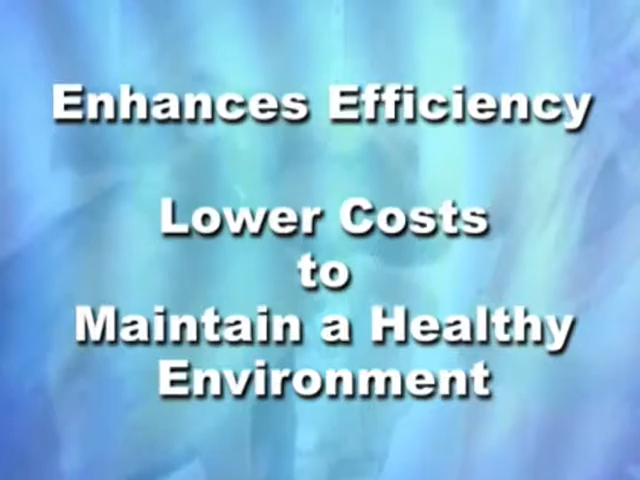 Enhances Efficiency
Lower Costs
to
Maintain a Healthy
Environment